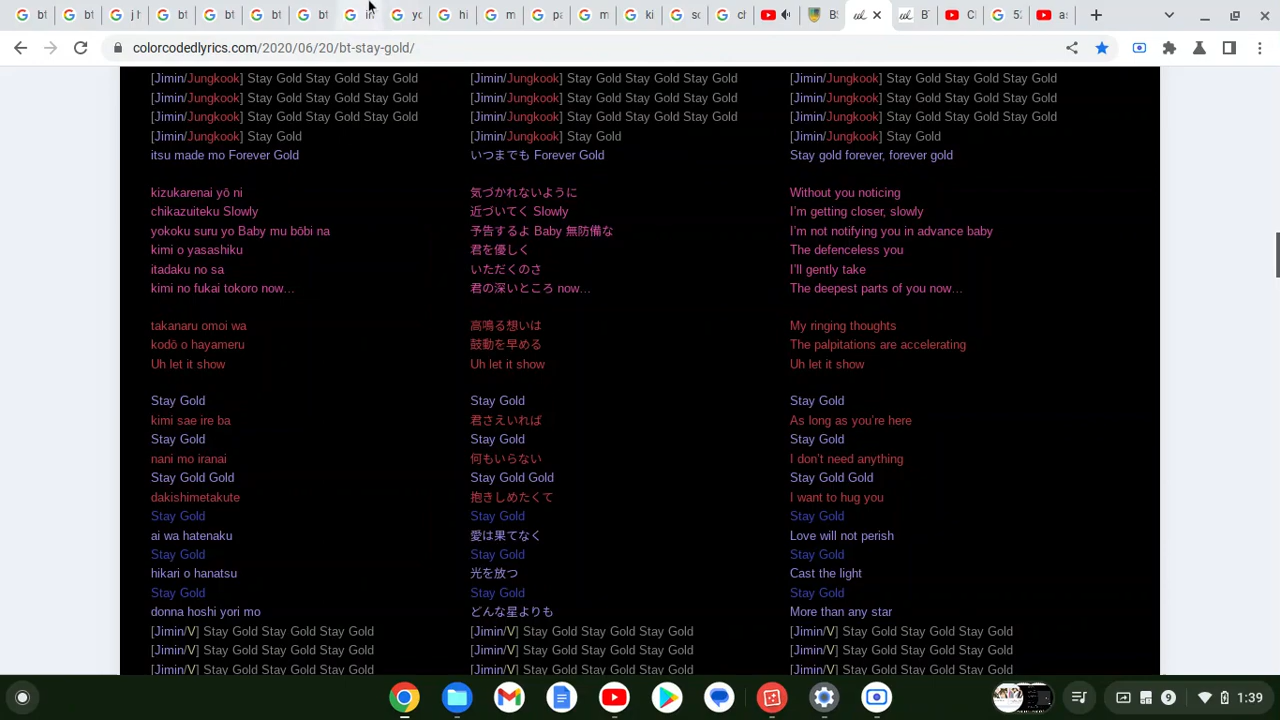 bt
bt
j h
bt
bt
bt
bt
in
yo
hi
m
pa
m
ki
so
ch
BS
B
Cl
52
as
colorcodedlyrics.com/2020/06/20/bt-stay-gold/
[Jimin/Jungkook] Stay Gold Stay Gold Stay Gold
[Jimin/Jungkook] Stay Gold Stay Gold Stay Gold
[Jimin/Jungkook] Stay Gold Stay Gold Stay Gold
[Jimin/Jungkook] Stay Gold
itsu made mo Forever Gold
kizukarenai yō ni
chikazuiteku Slowly
yokoku suru yo Baby mu bōbi na
kimi o yasashiku
itadaku no sa
kimi no fukai tokoro now…
takanaru omoi wa
kodō o hayameru
Uh let it show
Stay Gold
kimi sae ire ba
Stay Gold
nani mo iranai
Stay Gold Gold
dakishimetakute
Stay Gold
ai wa hatenaku
Stay Gold
hikari o hanatsu
Stay Gold
donna hoshi yori mo
[Jimin/V] Stay Gold Stay Gold Stay Gold
[Jimin/V] Stay Gold Stay Gold Stay Gold
[Jimin/V] Stay Gold Stay Gold Stay Gold
[Jimin/Jungkook] Stay Gold Stay Gold Stay Gold
[Jimin/Jungkook] Stay Gold Stay Gold Stay Gold
[Jimin/Jungkook] Stay Gold Stay Gold Stay Gold
[Jimin/Jungkook] Stay Gold
いつまでも Forever Gold
気づかれないように
近づいてく Slowly
予告するよ Baby 無防備な
君を優しく
いただくのさ
君の深いところ now…
高鳴る想いは
鼓動を早める
Uh let it show
Stay Gold
君さえいれば
Stay Gold
何もいらない
Stay Gold Gold
抱きしめたくて
Stay Gold
愛は果てなく
Stay Gold
光を放つ
Stay Gold
どんな星よりも
[Jimin/V] Stay Gold Stay Gold Stay Gold
[Jimin/V] Stay Gold Stay Gold Stay Gold
[Jimin/V] Stay Gold Stay Gold Stay Gold
[Jimin/Jungkook] Stay Gold Stay Gold Stay Gold
[Jimin/Jungkook] Stay Gold Stay Gold Stay Gold
[Jimin/Jungkook] Stay Gold Stay Gold Stay Gold
[Jimin/Jungkook] Stay Gold
Stay gold forever, forever gold
Without you noticing
I'm getting closer, slowly
I'm not notifying you in advance baby
The defenceless you
I'll gently take
The deepest parts of you now…
My ringing thoughts
The palpitations are accelerating
Uh let it show
Stay Gold
As long as you're here
Stay Gold
I don't need anything
Stay Gold Gold
I want to hug you
Stay Gold
Love will not perish
Stay Gold
Cast the light
Stay Gold
More than any star
[Jimin/V] Stay Gold Stay Gold Stay Gold
[Jimin/V] Stay Gold Stay Gold Stay Gold
[Jimin/V] Stay Gold Stay Gold Stay Gold
9
1:39